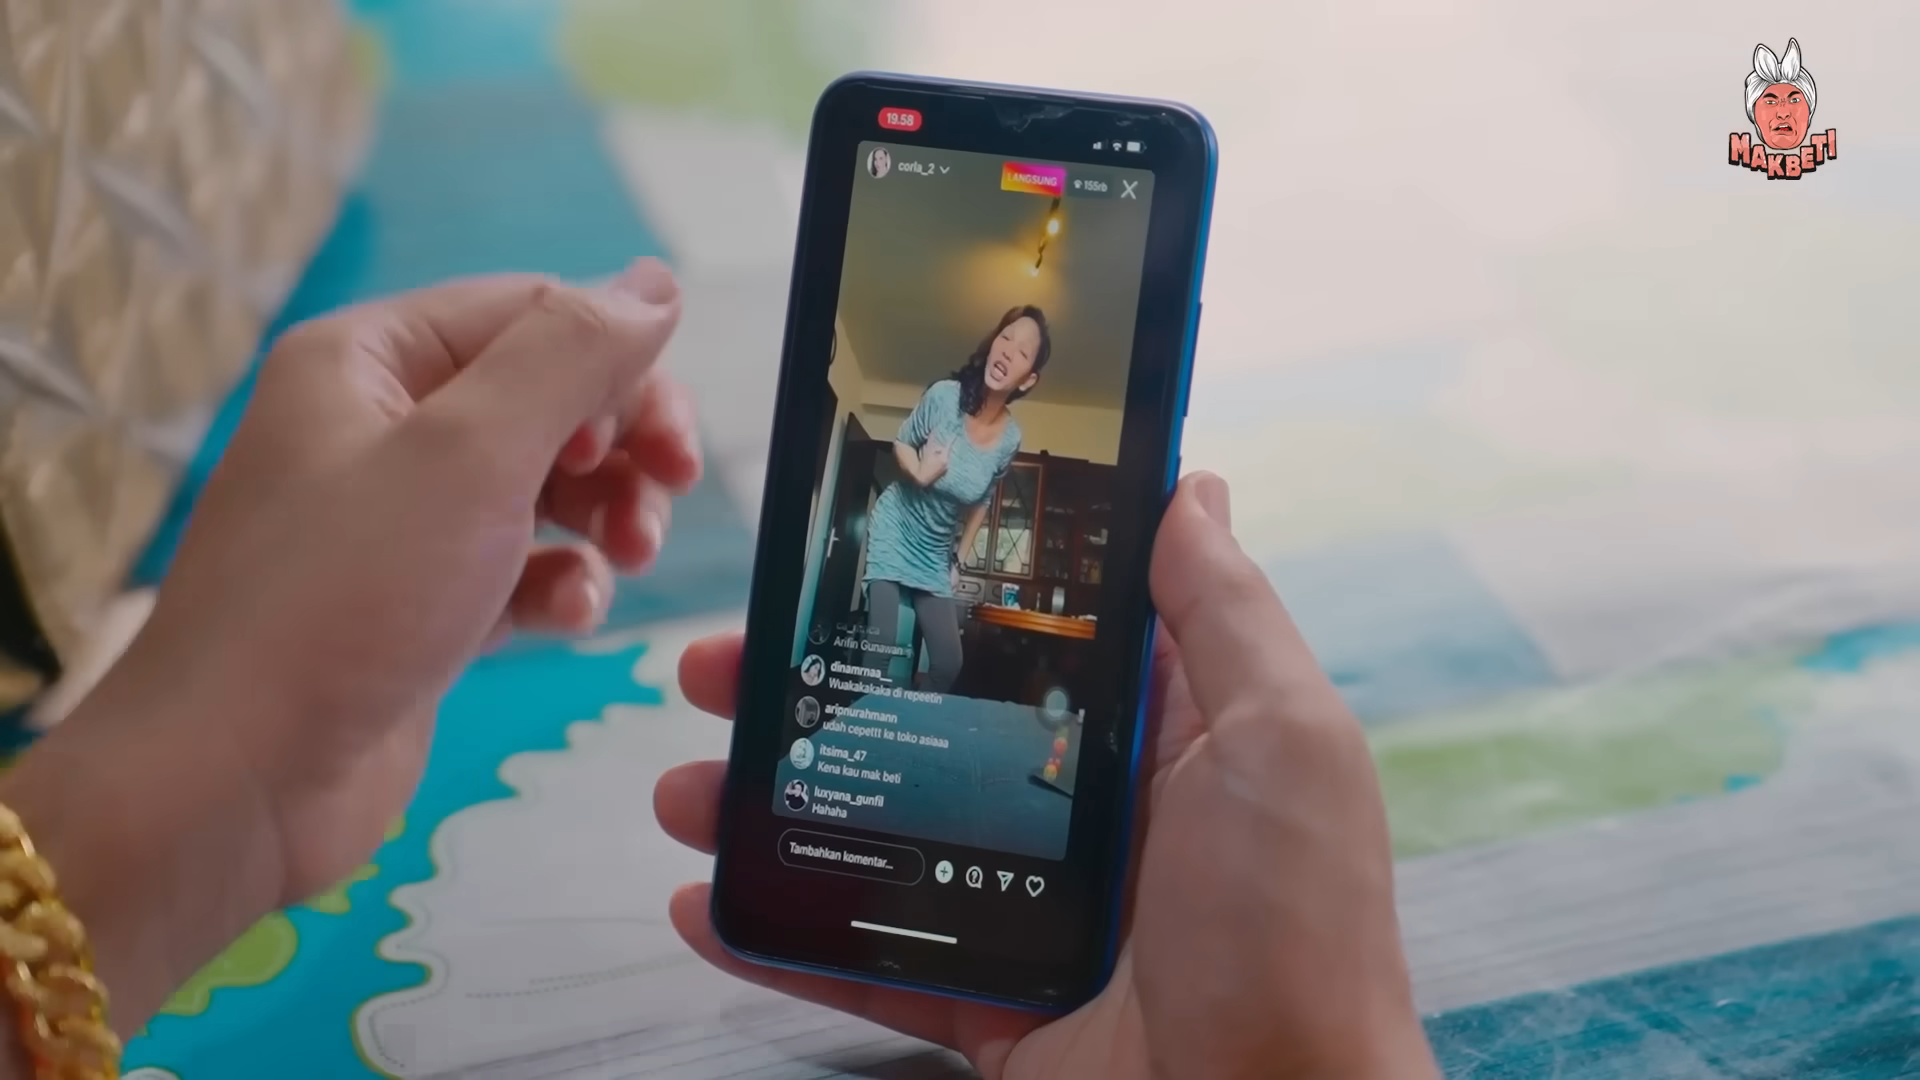 19.58
corla_2
LANGSUNG
155rb
MAKBETI
Arifin Gunawan
dinamrnaa__
Wuakakakaka di repeetin
aripnurahmann
udah cepettt ke toko asiaaa
itsima_47
Kena kau mak beti
luxyana_gunfil
Hahaha
Tambahkan komentar...